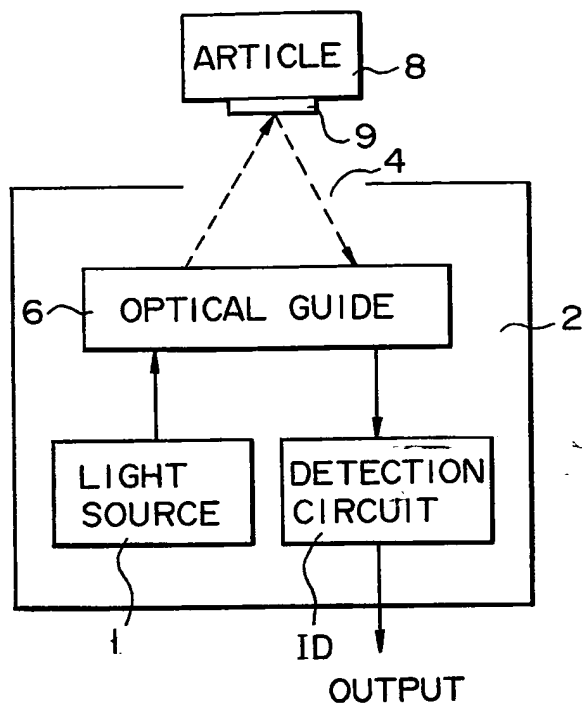 ARTICLE
8
9
4
6
OPTICAL GUIDE
2
LIGHT
SOURCE
DETECTION
CIRCUIT
1
ID
OUTPUT